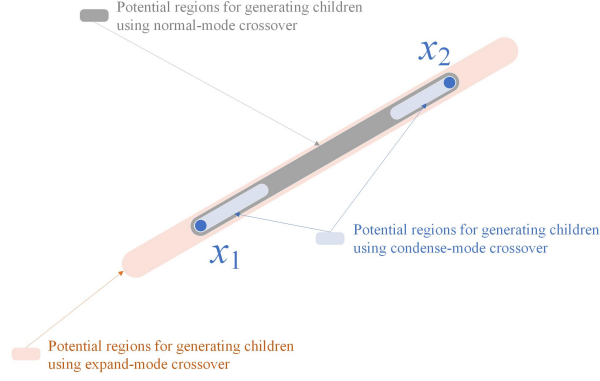 Potential regions for generating children
using normal-mode crossover
x2
x1
Potential regions for generating children
using condense-mode crossover
Potential regions for generating children
using expand-mode crossover